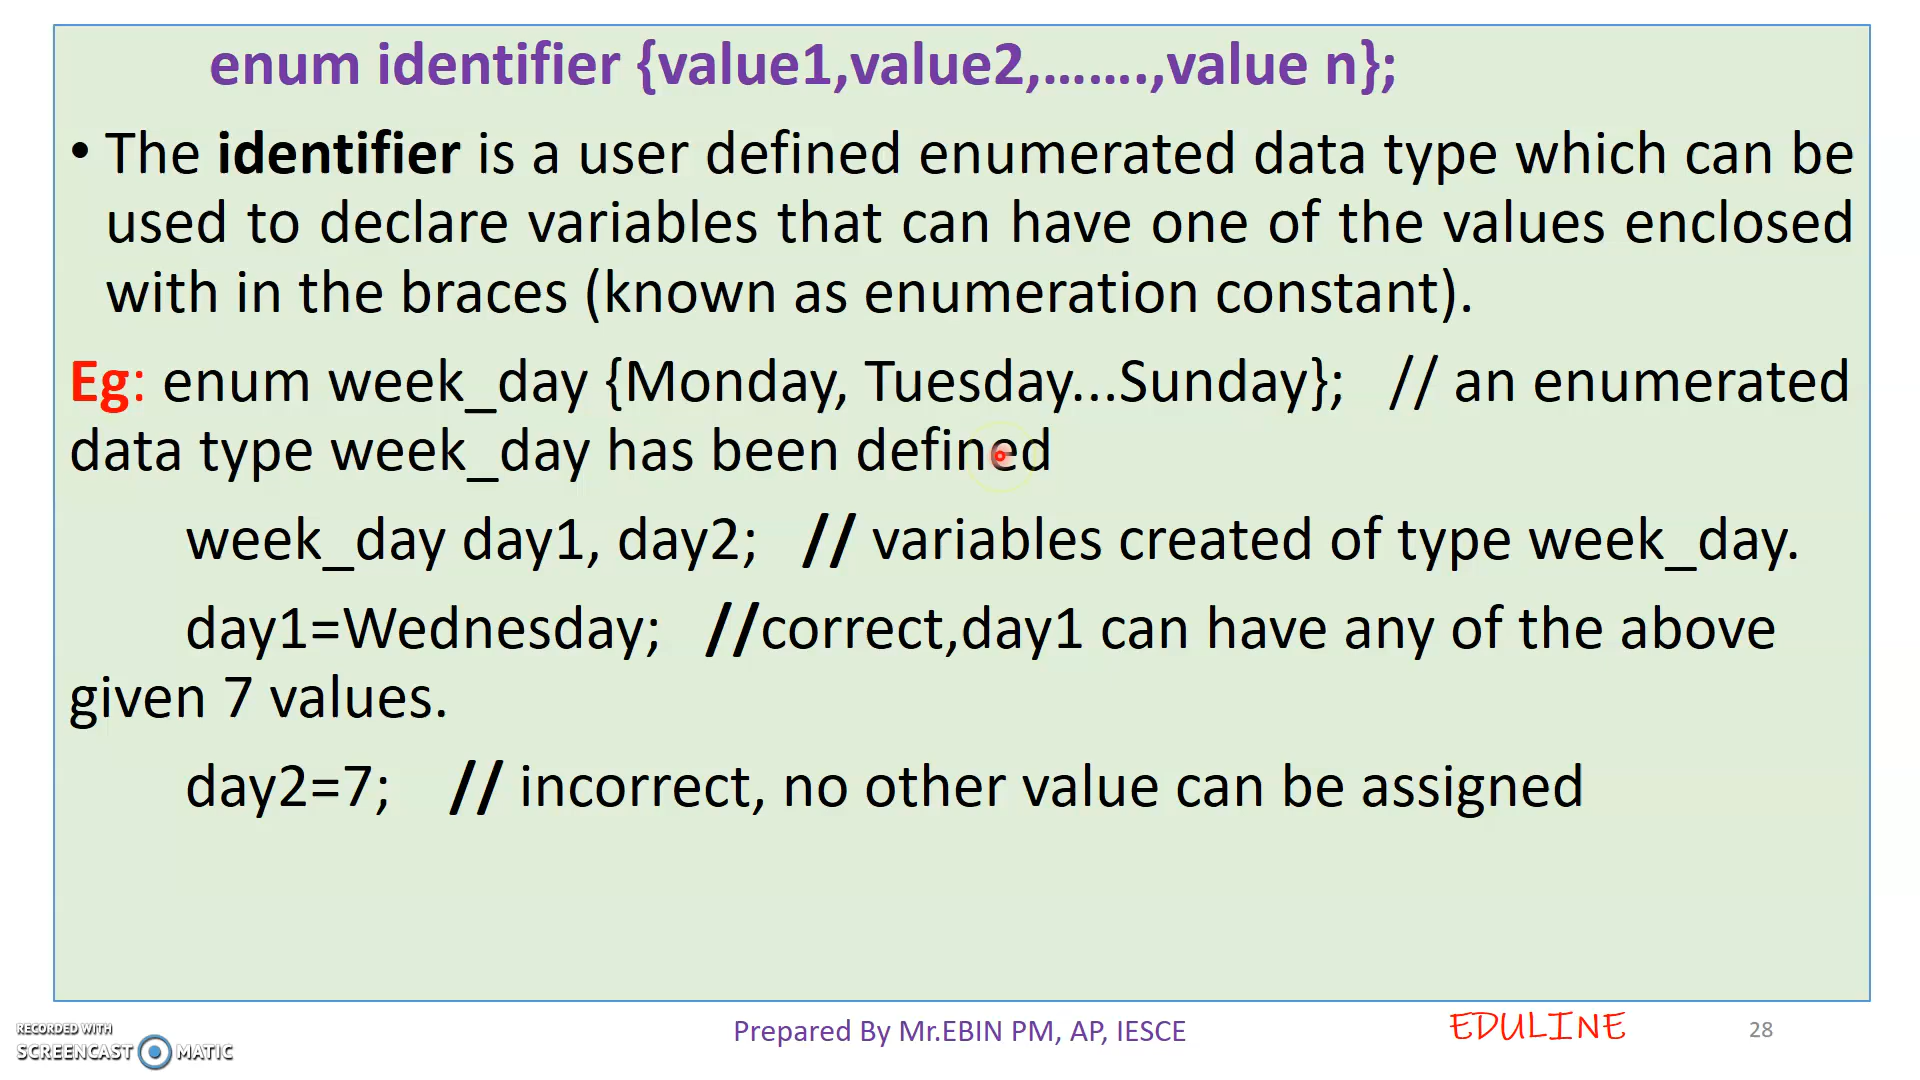 enum identifier {value1,value2,.......,value n};
• The identifier is a user defined enumerated data type which can be
used to declare variables that can have one of the values enclosed
with in the braces (known as enumeration constant).
Eg: enum week_day {Monday, Tuesday...Sunday}; // an enumerated
data type week_day has been defined
week_day day1, day2; // variables created of type week_day.
day1=Wednesday; //correct,day1 can have any of the above
given 7 values.
day2=7; // incorrect, no other value can be assigned
RECORDED WITH
SCREENCAST MATIC
Prepared By Mr.EBIN PM, AP, IESCE
EDULINE
28